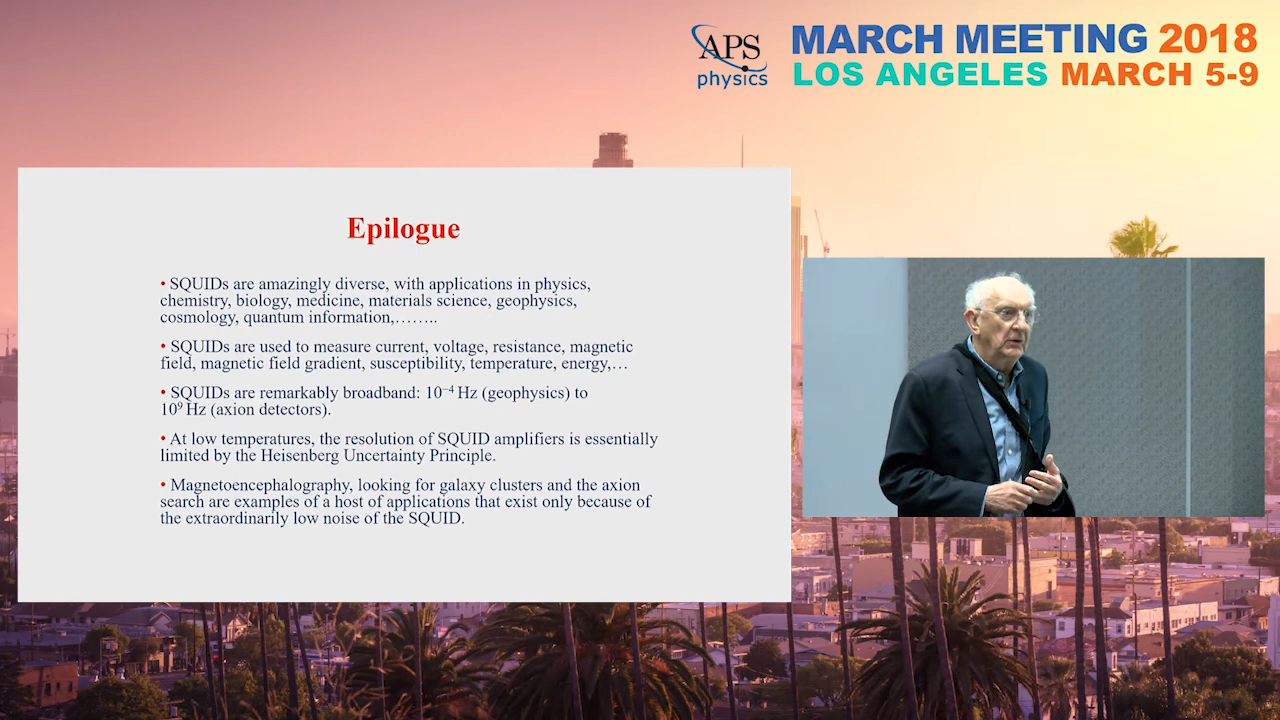 APS
physics
MARCH MEETING 2018
LOS ANGELES MARCH 5-9
Epilogue
• SQUIDs are amazingly diverse, with applications in physics,
chemistry, biology, medicine, materials science, geophysics,
cosmology, quantum information,……..
• SQUIDs are used to measure current, voltage, resistance, magnetic
field, magnetic field gradient, susceptibility, temperature, energy,…
• SQUIDs are remarkably broadband: 10⁻⁴ Hz (geophysics) to
10⁹ Hz (axion detectors).
• At low temperatures, the resolution of SQUID amplifiers is essentially
limited by the Heisenberg Uncertainty Principle.
• Magnetoencephalography, looking for galaxy clusters and the axion
search are examples of a host of applications that exist only because of
the extraordinarily low noise of the SQUID.